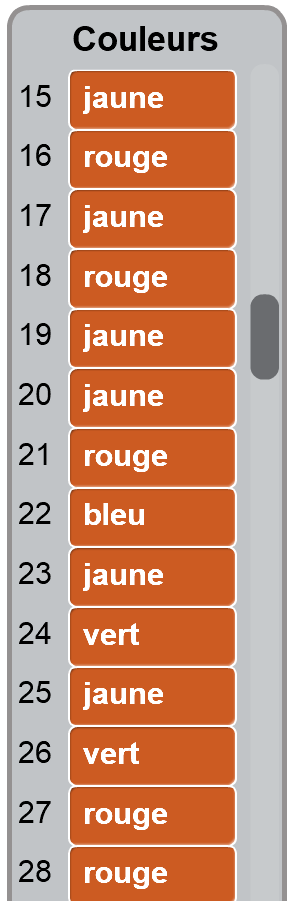 Couleurs
15 jaune
16 rouge
17 jaune
18 rouge
19 jaune
20 jaune
21 rouge
22 bleu
23 jaune
24 vert
25 jaune
26 vert
27 rouge
28 rouge